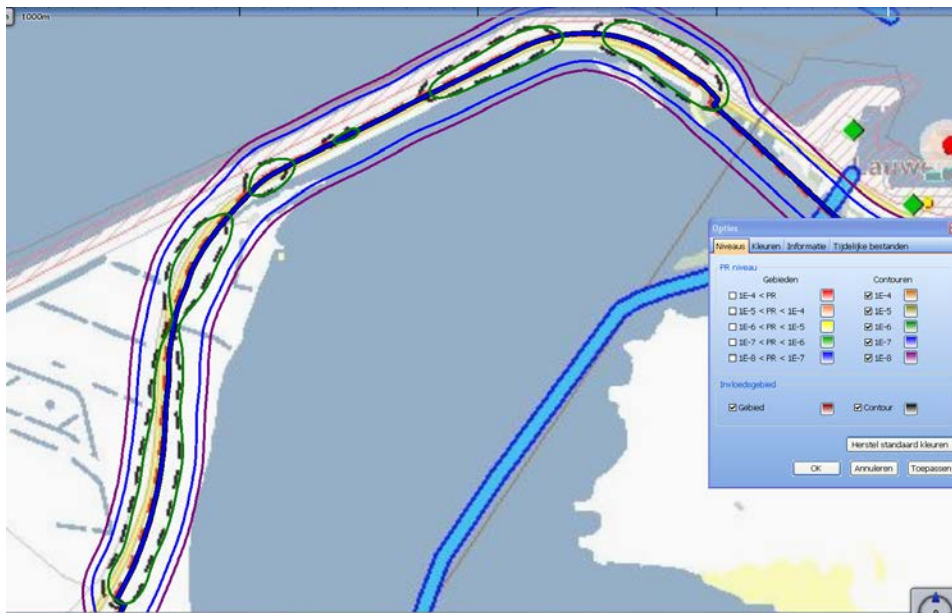 1000m
Lauwe
Opties
Niveaus Kleuren Informatie Tijdelijke bestanden
PR niveau
Gebieden Contouren
1E-4 < PR 1E-4
1E-5 < PR < 1E-4 1E-5
1E-6 < PR < 1E-5 1E-6
1E-7 < PR < 1E-6 1E-7
1E-8 < PR < 1E-7 1E-8
Invloedsgebied
Gebied Contour
Herstel standaard kleuren
OK Annuleren Toepassen